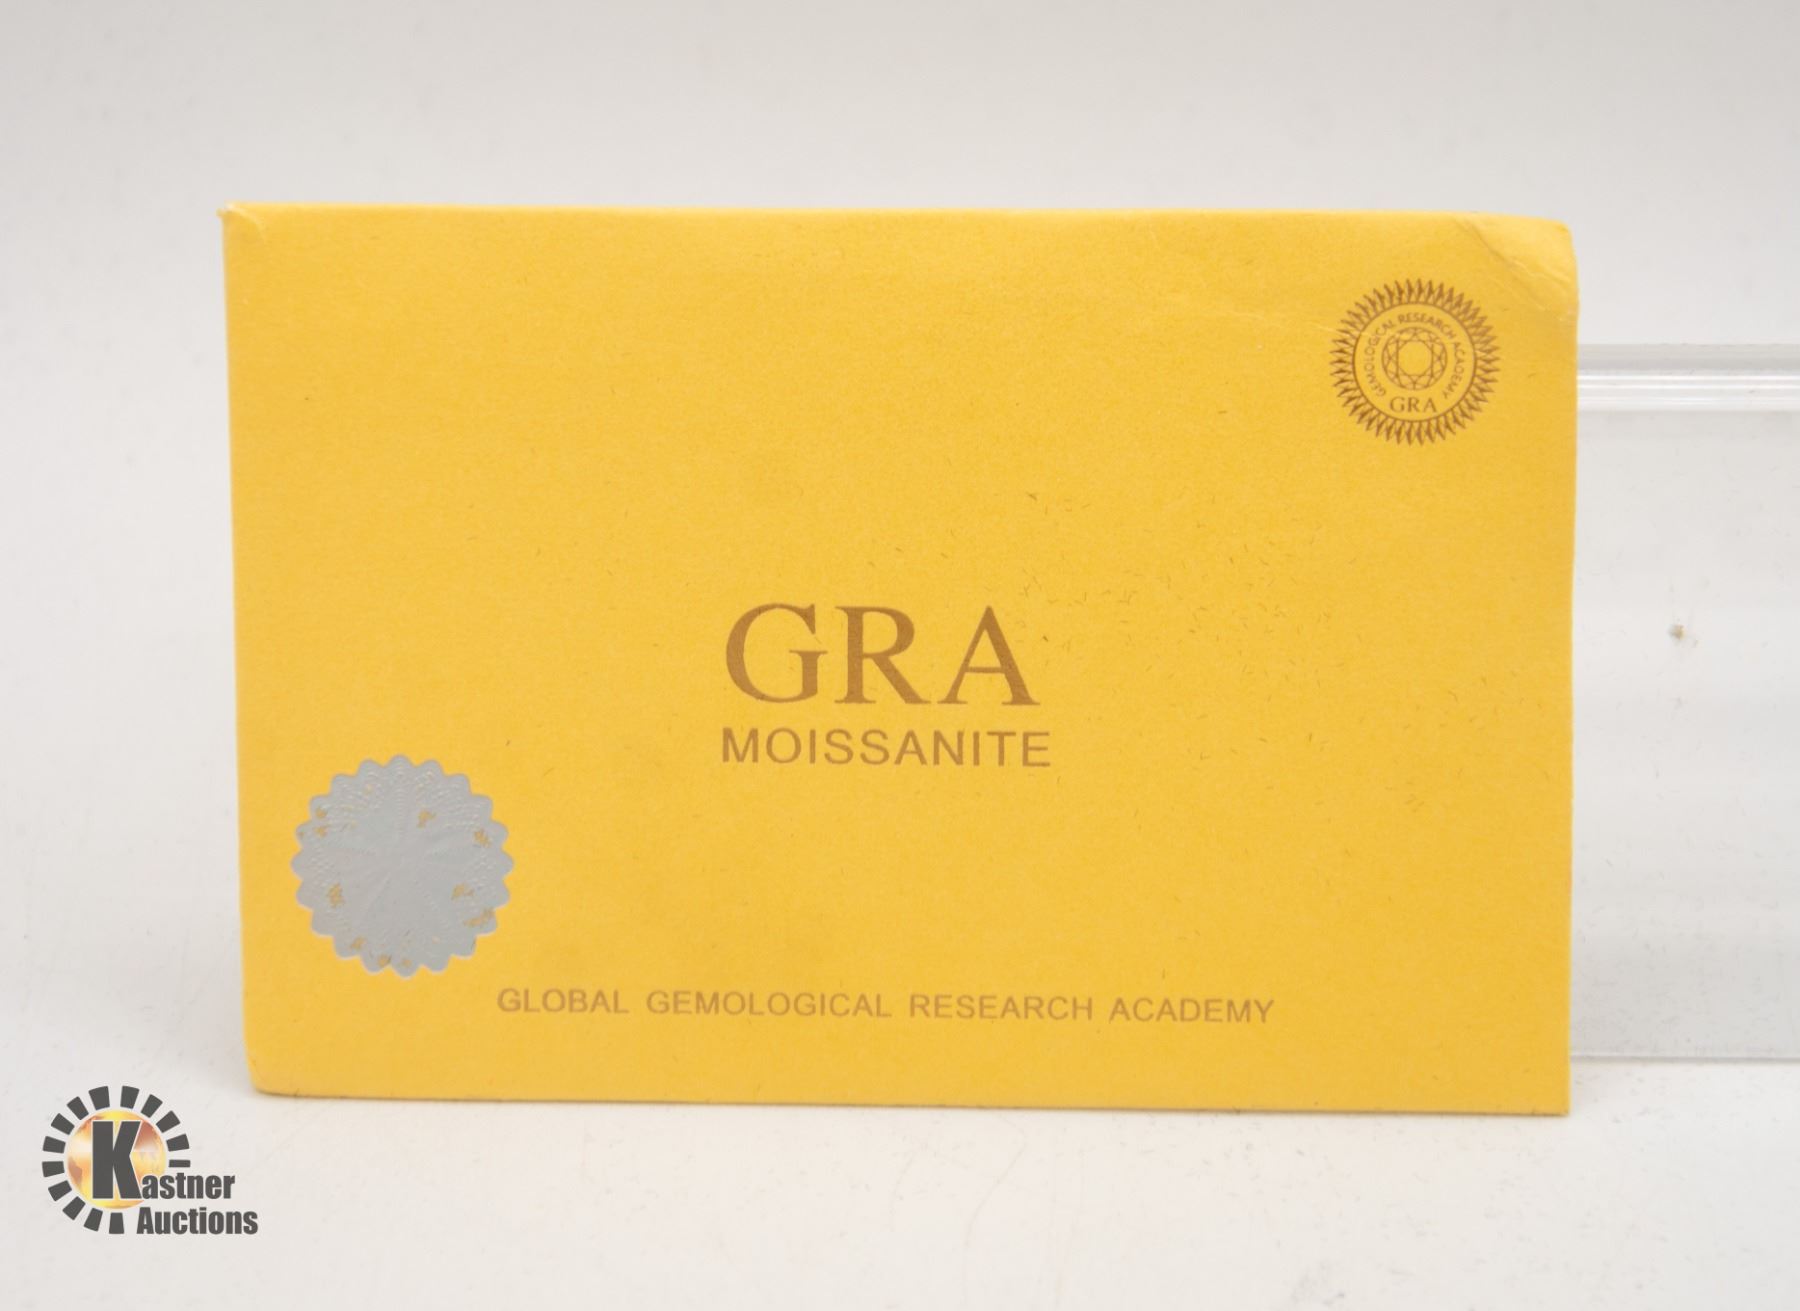 GEMOLOGICAL RESEARCH ACADEMY
GRA
GRA
MOISSANITE
GLOBAL GEMOLOGICAL RESEARCH ACADEMY
Kastner
Auctions